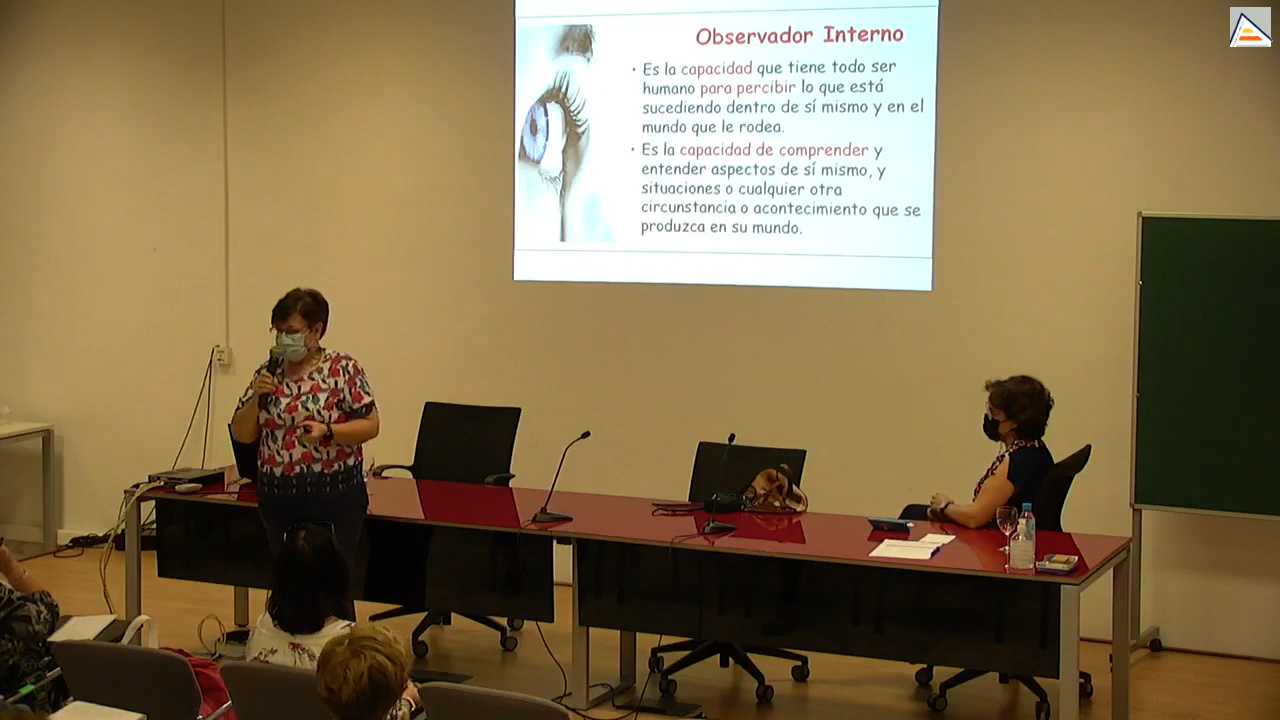 Observador Interno
• Es la capacidad que tiene todo ser
humano para percibir lo que está
sucediendo dentro de sí mismo y en el
mundo que le rodea.
• Es la capacidad de comprender y
entender aspectos de sí mismo, y
situaciones o cualquier otra
circunstancia o acontecimiento que se
produzca en su mundo.